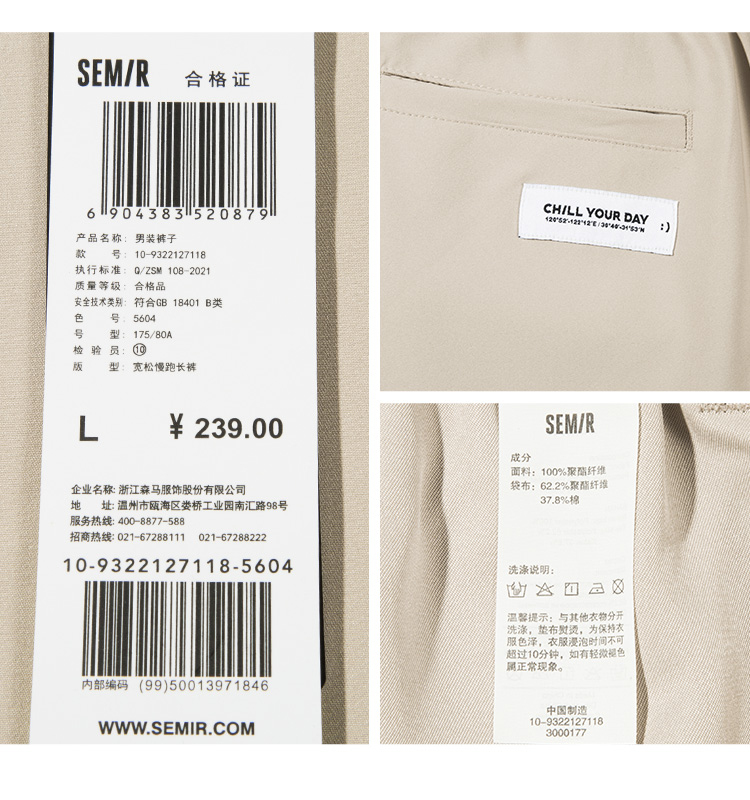 SEMIR 合格证
6 904383 520879
产品名称: 男装裤子
款 号: 10-9322127118
执行标准: Q/ZSM 108-2021
质量等级: 合格品
安全技术类别: 符合GB 18401 B类
色 号: 5604
号 型: 175/80A
检 验 员: ⑩
版 型: 宽松慢跑长裤
L ¥ 239.00
企业名称: 浙江森马服饰股份有限公司
地 址: 温州市瓯海区娄桥工业园南汇路98号
服务热线: 400-8877-588
招商热线: 021-67288111 021-67288222
10-9322127118-5604
内部编码 (99)50013971846
WWW.SEMIR.COM
CHILL YOUR DAY :)
120°52'-122°12'E / 30°40'-31°53'N
SEMIR
成分
面料: 100%聚酯纤维
袋布: 62.2%聚酯纤维
37.8%棉
洗涤说明:
温馨提示: 与其他衣物分开
洗涤, 垫布熨烫, 为保持衣
服色泽, 衣服浸泡时间不可
超过10分钟, 如有轻微褪色
属正常现象。
中国制造
10-9322127118
3000177